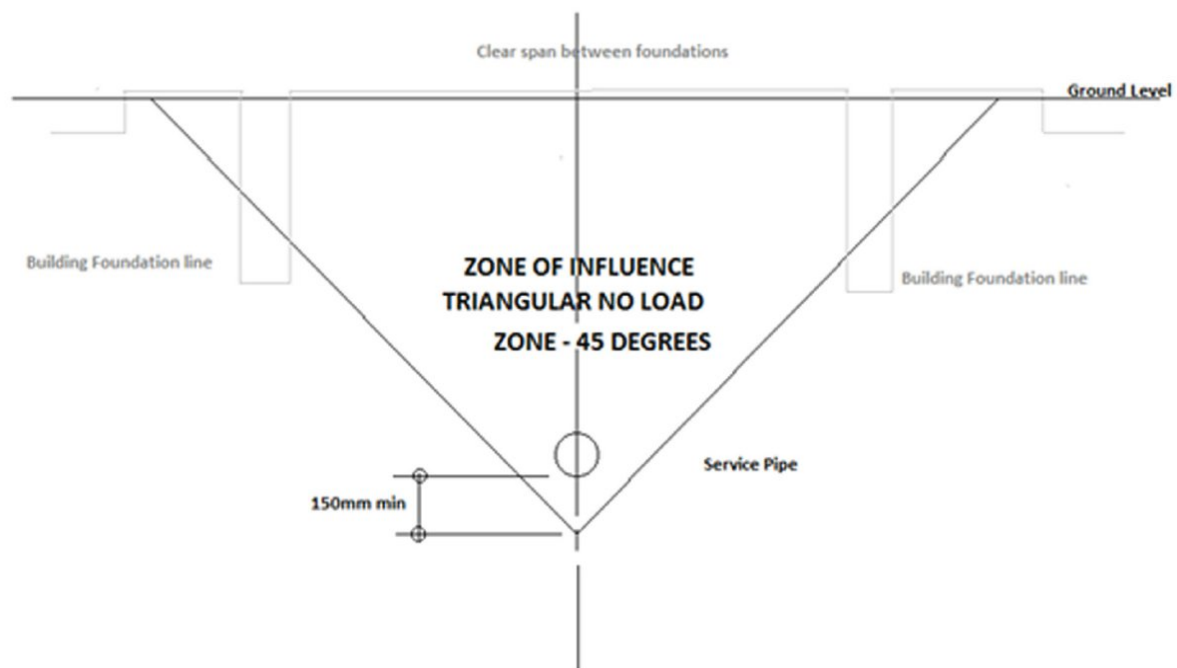 Clear span between foundations
Ground Level
Building Foundation line
ZONE OF INFLUENCE
TRIANGULAR NO LOAD
ZONE - 45 DEGREES
Building Foundation line
Service Pipe
150mm min